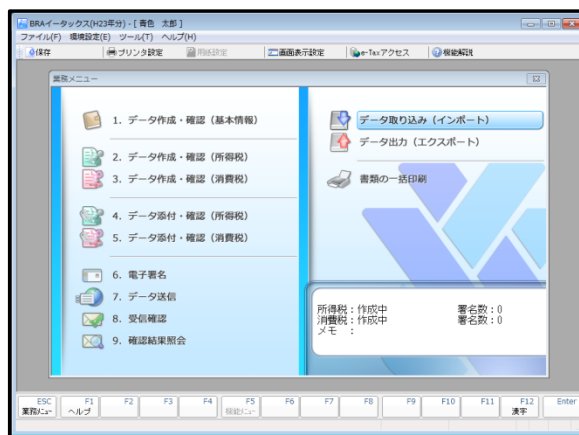 BRAイータックス(H23年分) - [ 青色 太郎 ]
ファイル(F) 環境設定(E) ツール(T) ヘルプ(H)
保存 プリンタ設定 用紙設定 画面表示設定 e-Taxアクセス 機能解説
業務メニュー
1. データ作成・確認(基本情報)
2. データ作成・確認(所得税)
3. データ作成・確認(消費税)
4. データ添付・確認(所得税)
5. データ添付・確認(消費税)
6. 電子署名
7. データ送信
8. 受信確認
9. 確認結果照会
データ取り込み(インポート)
データ出力(エクスポート)
書類の一括印刷
所得税:作成中 署名数:0
消費税:作成中 署名数:0
メモ :
ESC F1 F2 F3 F4 F5 F6 F7 F8 F9 F10 F11 F12 Enter
業務メニュー ヘルプ 機能メニュー 漢字